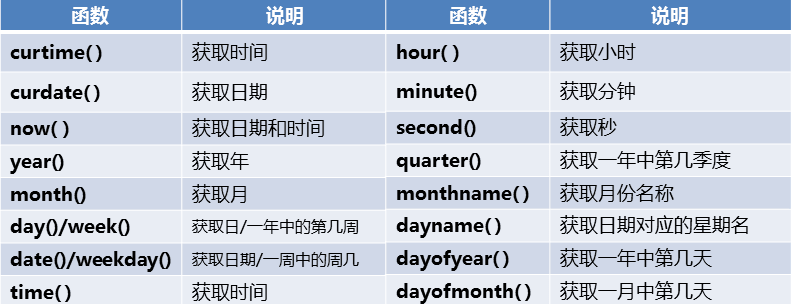 函数 说明 函数 说明
curtime( ) 获取时间 hour( ) 获取小时
curdate( ) 获取日期 minute() 获取分钟
now( ) 获取日期和时间 second() 获取秒
year() 获取年 quarter() 获取一年中第几季度
month() 获取月 monthname( ) 获取月份名称
day()/week() 获取日/一年中的第几周 dayname( ) 获取日期对应的星期名
date()/weekday() 获取日期/一周中的周几 dayofyear( ) 获取一年中第几天
time( ) 获取时间 dayofmonth( ) 获取一月中第几天